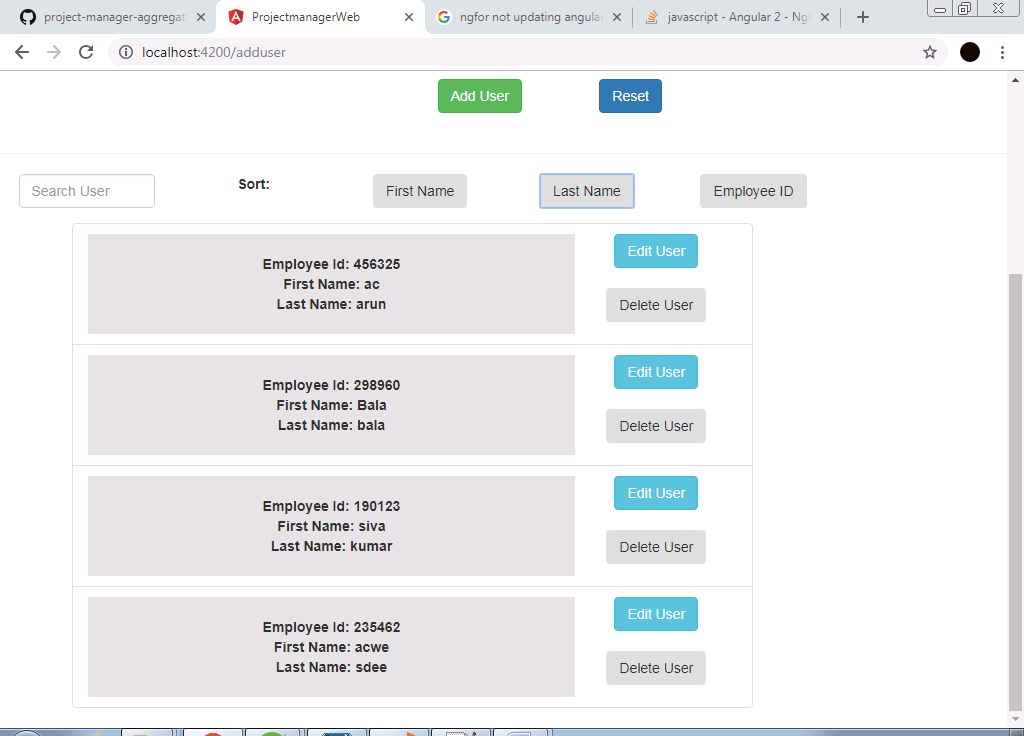 project-manager-aggregat
ProjectmanagerWeb
ngfor not updating angula
javascript - Angular 2 - Ngf
localhost:4200/adduser
Add User
Reset
Search User
Sort:
First Name
Last Name
Employee ID
Employee Id: 456325
First Name: ac
Last Name: arun
Edit User
Delete User
Employee Id: 298960
First Name: Bala
Last Name: bala
Edit User
Delete User
Employee Id: 190123
First Name: siva
Last Name: kumar
Edit User
Delete User
Employee Id: 235462
First Name: acwe
Last Name: sdee
Edit User
Delete User